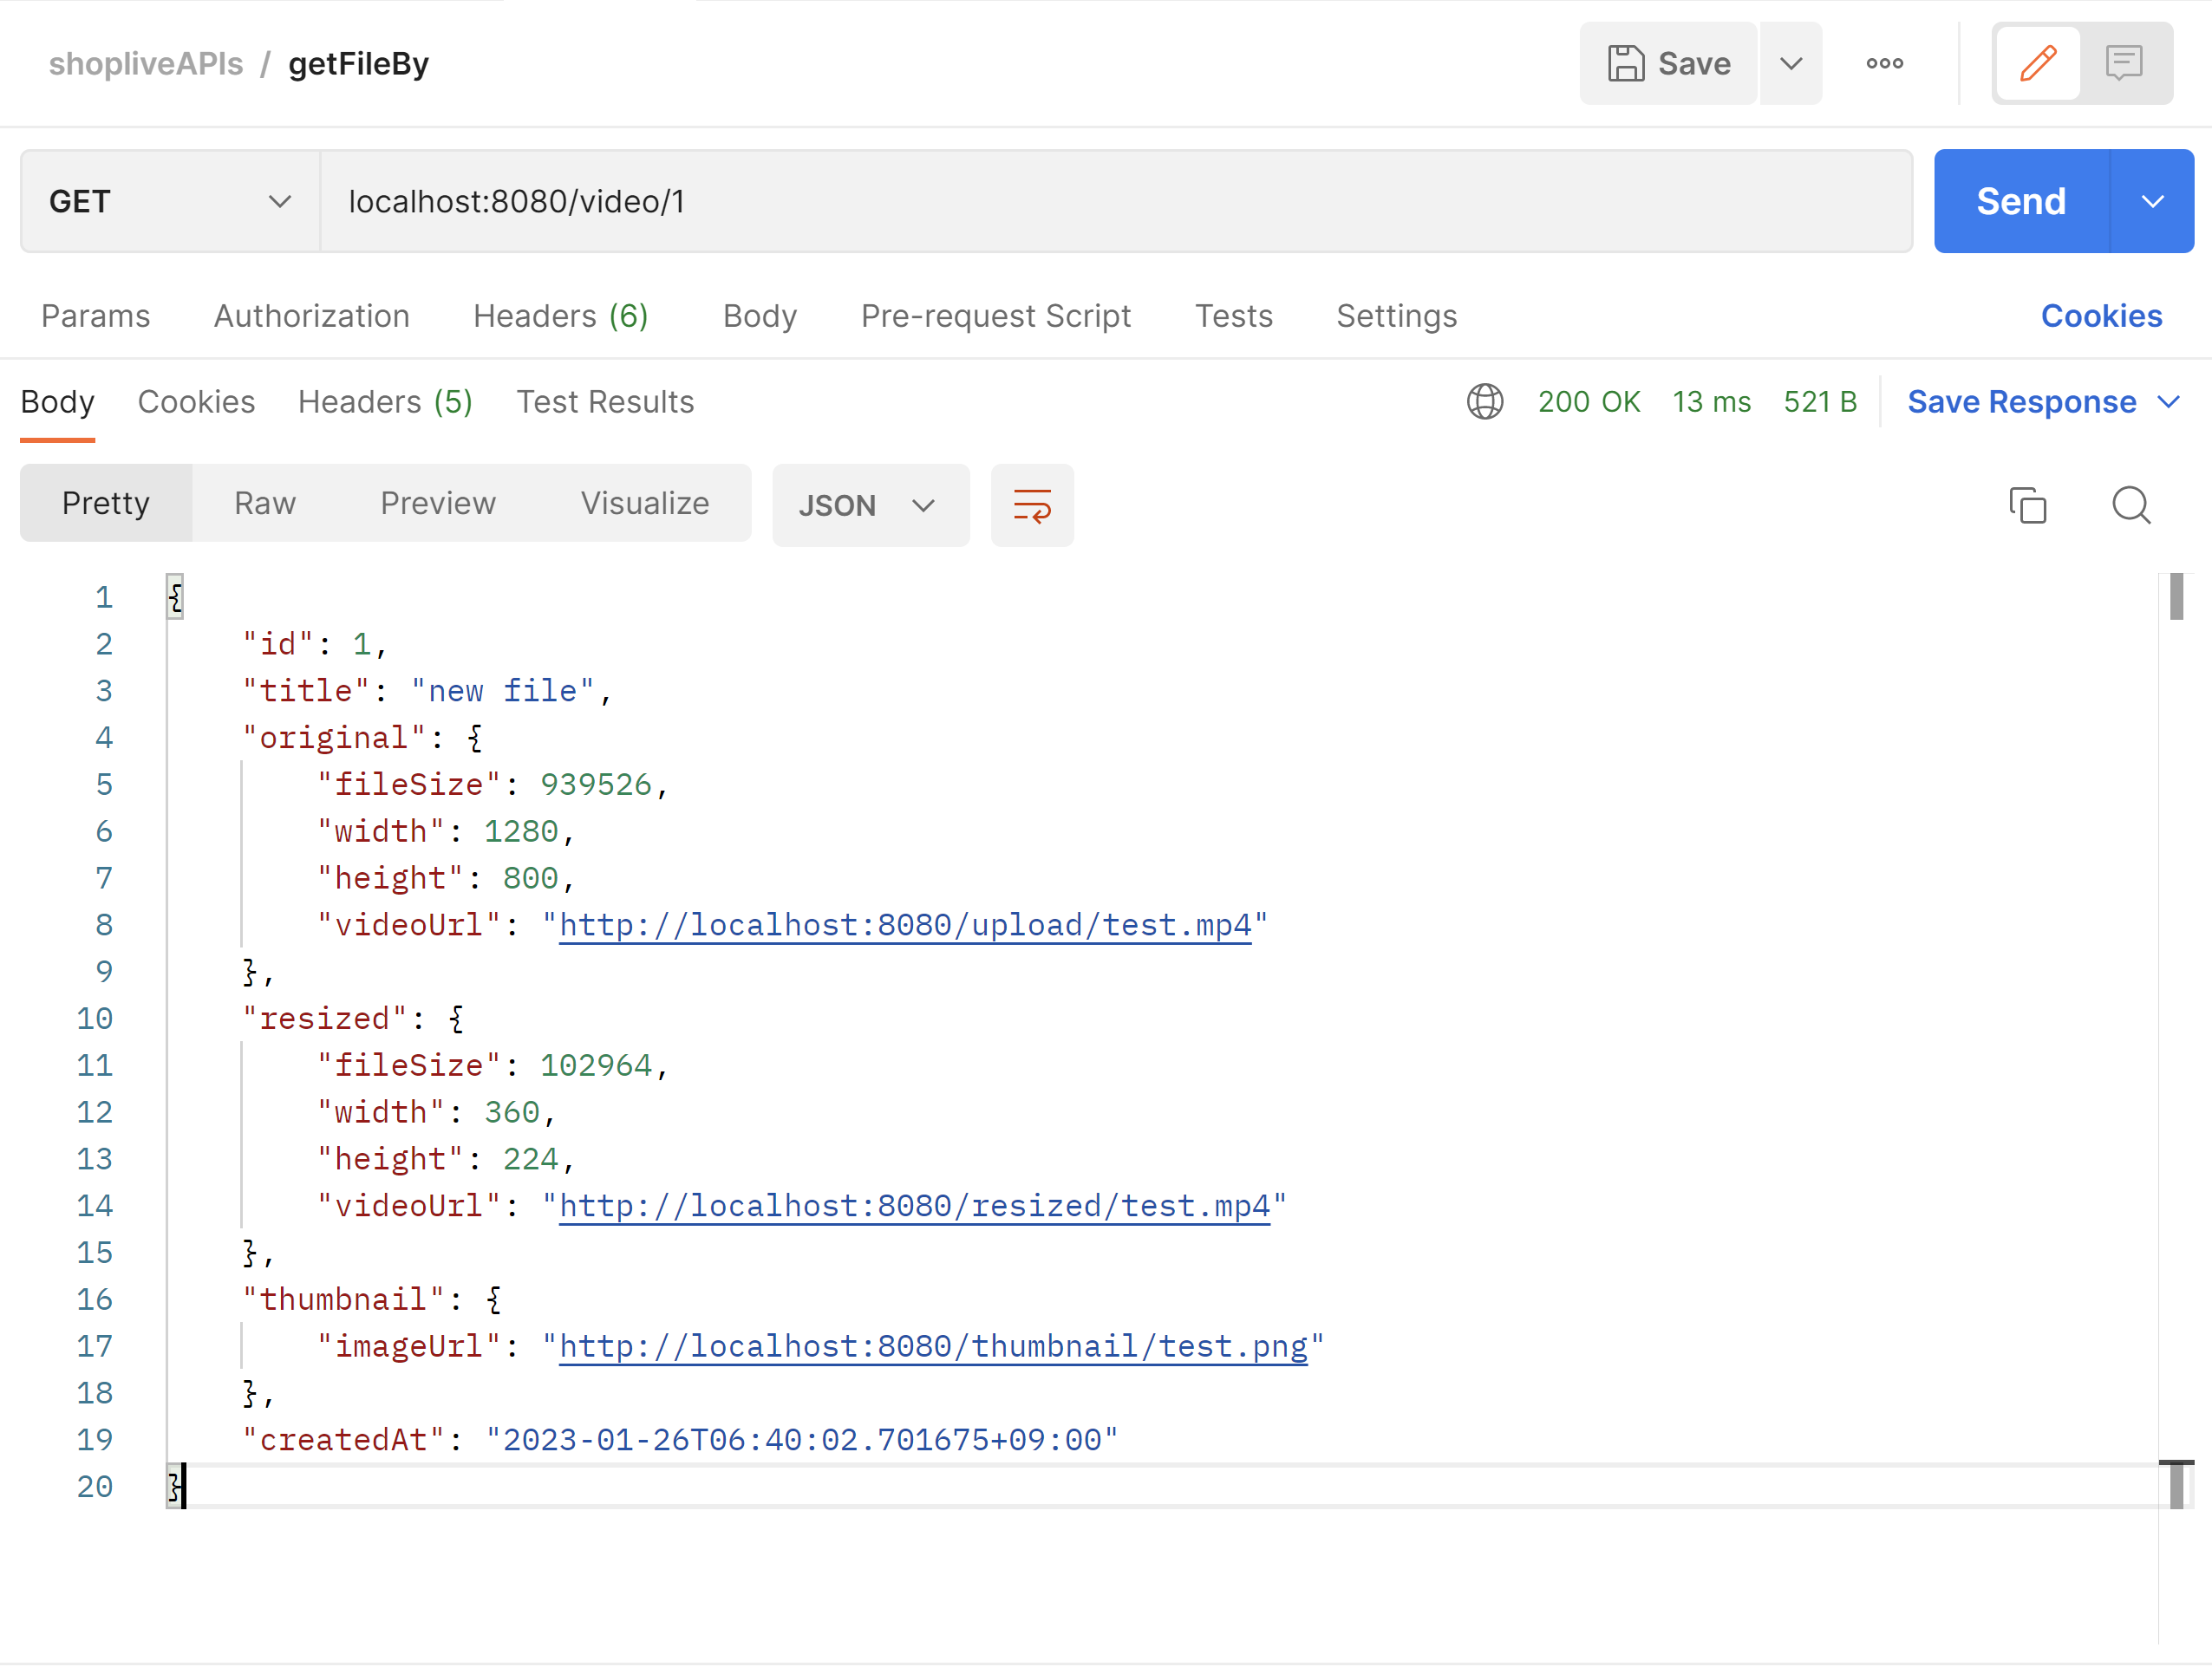 shopliveAPIs / getFileBy Save
GET localhost:8080/video/1 Send
Params Authorization Headers (6) Body Pre-request Script Tests Settings Cookies
Body Cookies Headers (5) Test Results 200 OK 13 ms 521 B Save Response
Pretty Raw Preview Visualize JSON
1 {
2 "id": 1,
3 "title": "new file",
4 "original": {
5 "fileSize": 939526,
6 "width": 1280,
7 "height": 800,
8 "videoUrl": "http://localhost:8080/upload/test.mp4"
9 },
10 "resized": {
11 "fileSize": 102964,
12 "width": 360,
13 "height": 224,
14 "videoUrl": "http://localhost:8080/resized/test.mp4"
15 },
16 "thumbnail": {
17 "imageUrl": "http://localhost:8080/thumbnail/test.png"
18 },
19 "createdAt": "2023-01-26T06:40:02.701675+09:00"
20 }